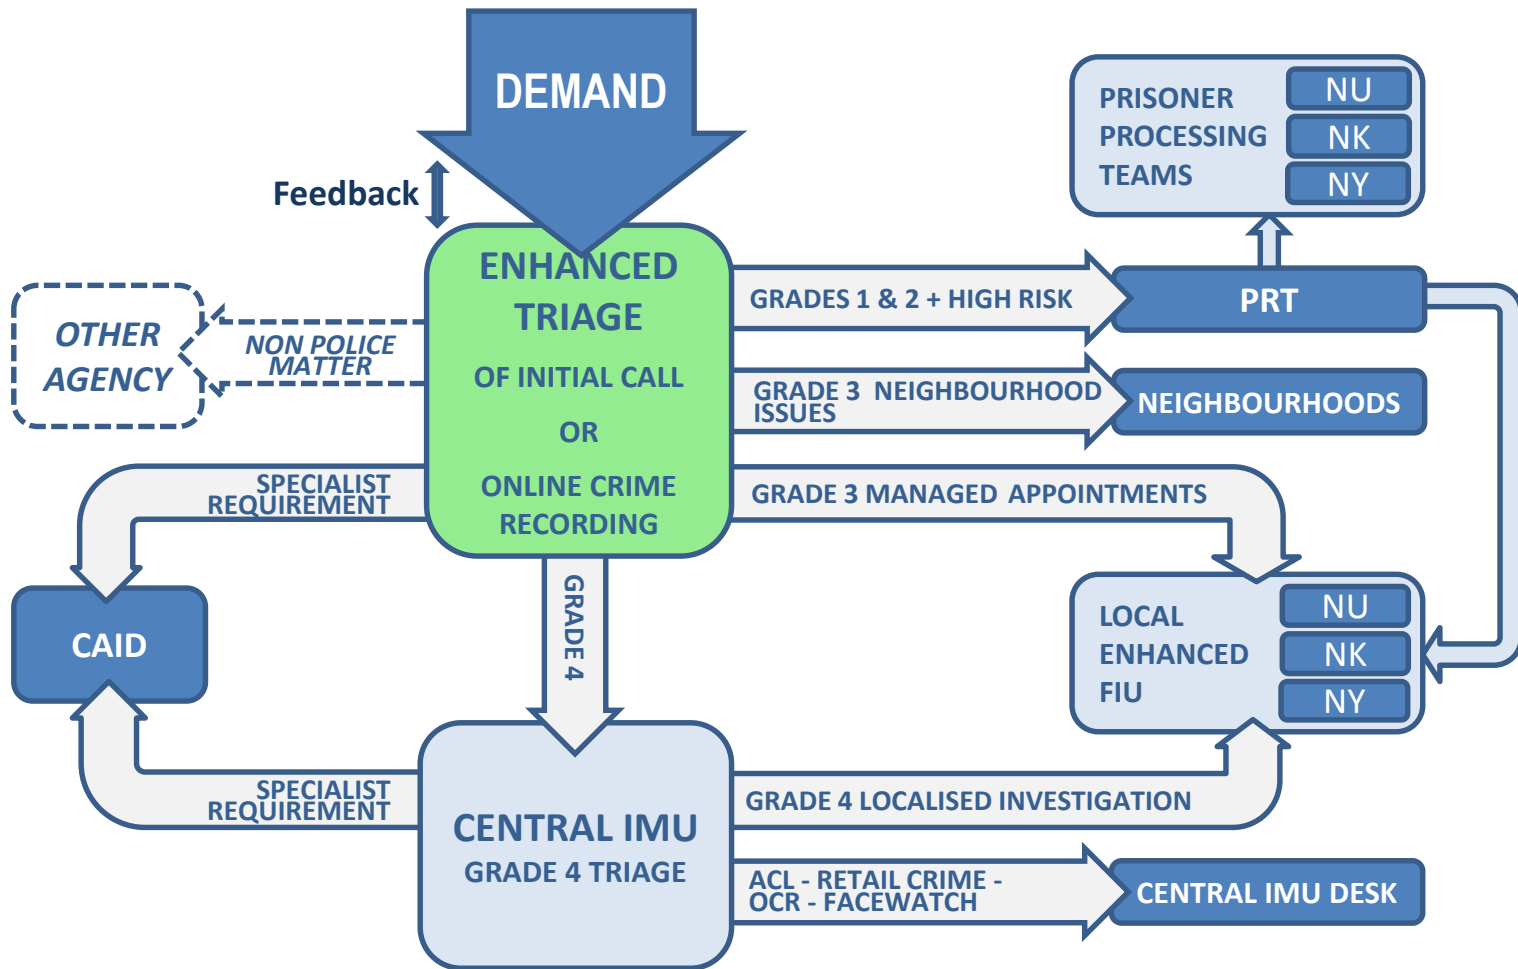 DEMAND
Feedback
PRISONER
PROCESSING
TEAMS
NU
NK
NY
ENHANCED
TRIAGE
OF INITIAL CALL
OR
ONLINE CRIME
RECORDING
OTHER
AGENCY
NON POLICE
MATTER
GRADES 1 & 2 + HIGH RISK
PRT
GRADE 3 NEIGHBOURHOOD
ISSUES
NEIGHBOURHOODS
SPECIALIST
REQUIREMENT
GRADE 3 MANAGED APPOINTMENTS
CAID
GRADE 4
LOCAL
ENHANCED
FIU
NU
NK
NY
SPECIALIST
REQUIREMENT
CENTRAL IMU
GRADE 4 TRIAGE
GRADE 4 LOCALISED INVESTIGATION
ACL - RETAIL CRIME -
OCR - FACEWATCH
CENTRAL IMU DESK